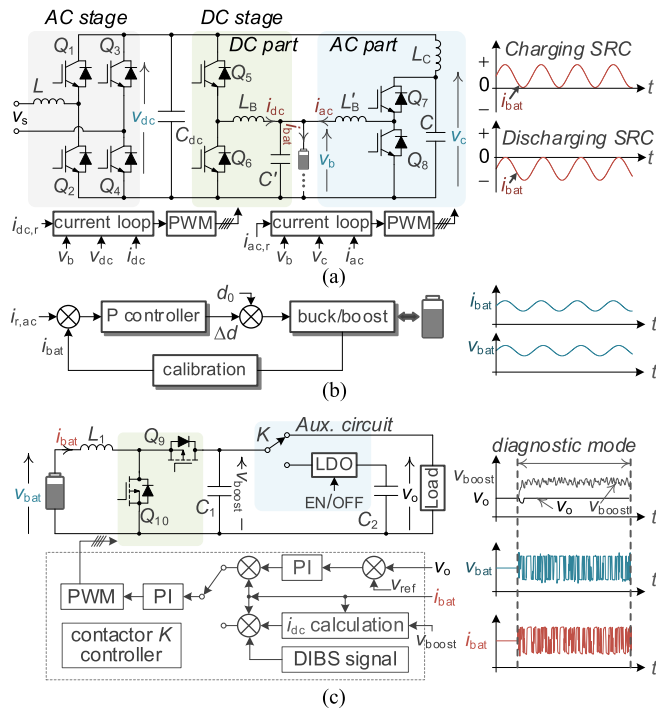 AC stage
DC stage
DC part
AC part
Q1
Q3
Q5
LC
L
vs
vdc
Cdc
LB
idc
ibat
iac
L'B
Q7
C
vc
Q2
Q4
Q6
C'
vb
Q8
Charging SRC
+
0
−
ibat
t
Discharging SRC
+
0
−
ibat
t
idc,r
current loop
PWM
vb
vdc
idc
iac,r
current loop
PWM
vb
vc
iac
(a)
ir,ac
P controller
Δd
d0
buck/boost
ibat
calibration
ibat
t
vbat
t
(b)
ibat
L1
Q9
K
Aux. circuit
vbat
Q10
C1
vboost
LDO
EN/OFF
C2
vo
Load
diagnostic mode
vboost
vo
vo
vboost
t
vbat
t
ibat
t
PWM
PI
PI
vo
vref
ibat
idc calculation
vboost
contactor K
controller
DIBS signal
(c)